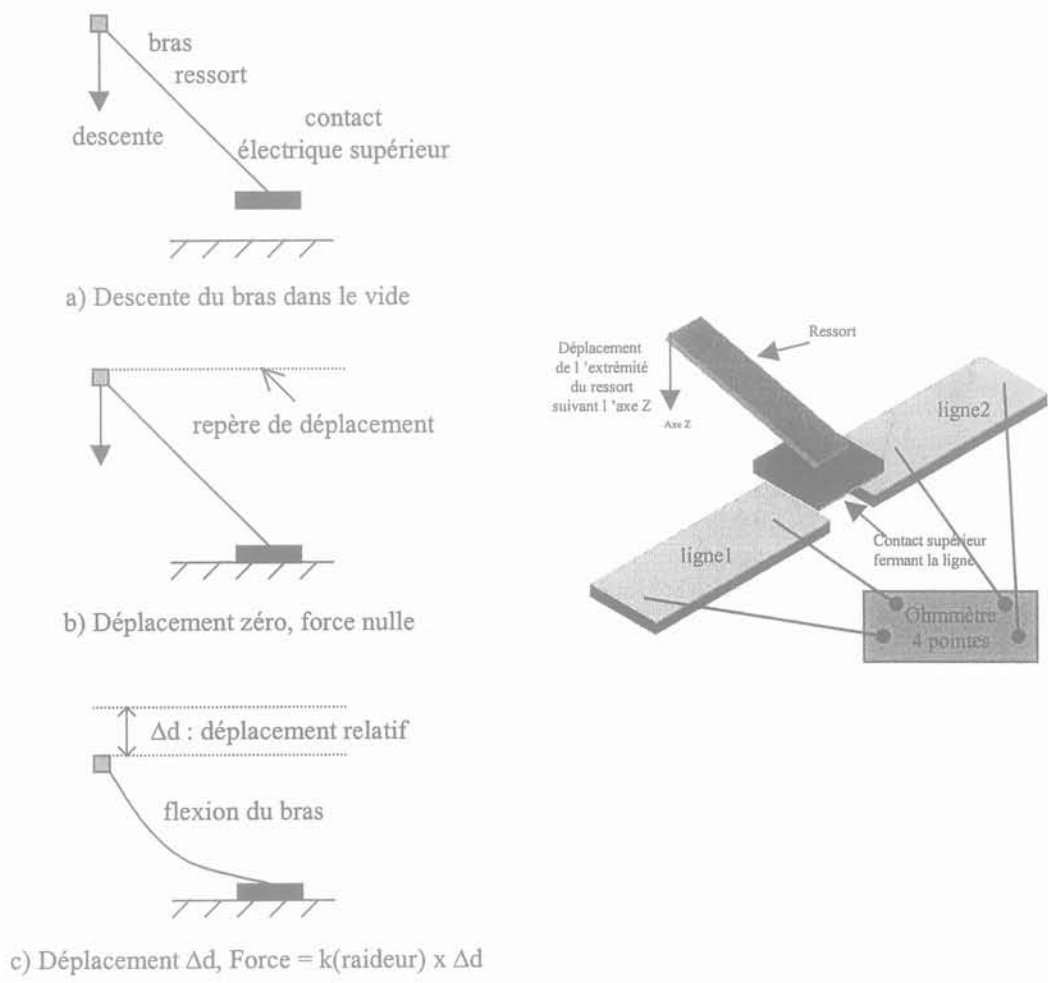 bras
ressort
descente
contact
électrique supérieur
a) Descente du bras dans le vide
repère de déplacement
b) Déplacement zéro, force nulle
Δd : déplacement relatif
flexion du bras
c) Déplacement Δd, Force = k(raideur) x Δd
Déplacement
de l 'extrémité
du ressort
suivant l 'axe Z
Axe Z
Ressort
ligne2
ligne1
Contact supérieur
fermant la ligne
Ohmmètre
4 pointes